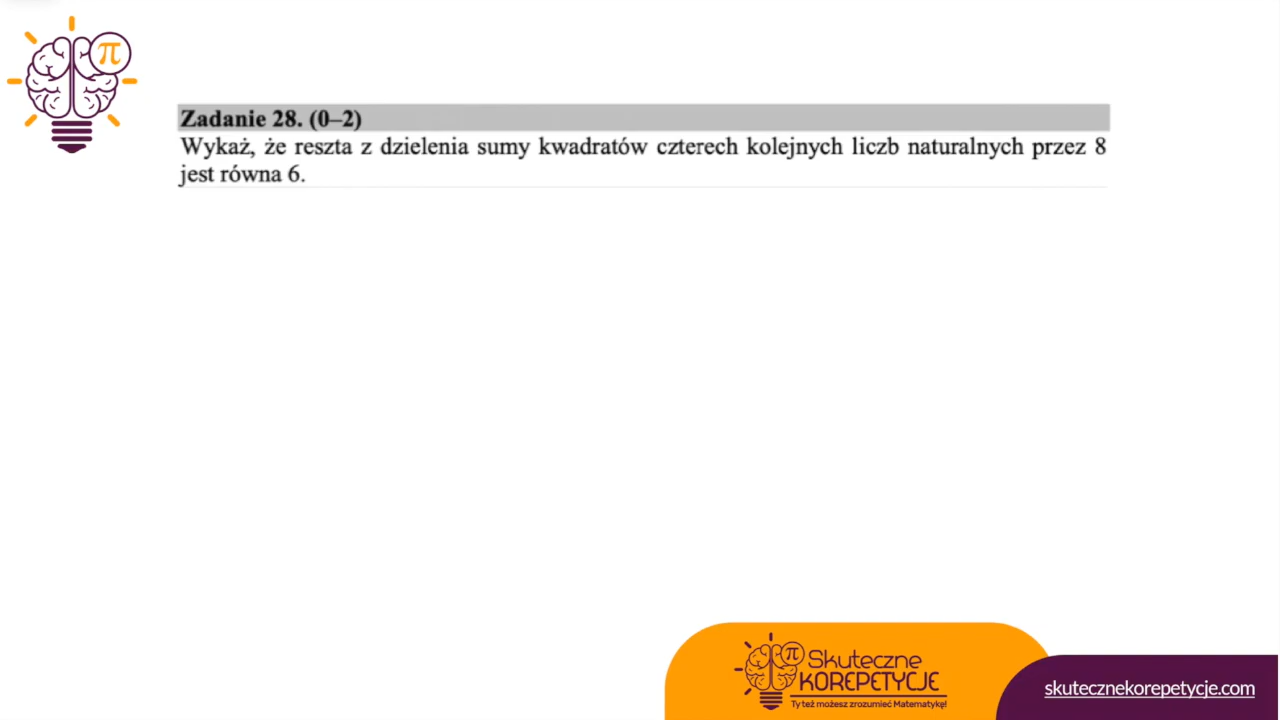 π
Zadanie 28. (0–2)
Wykaż, że reszta z dzielenia sumy kwadratów czterech kolejnych liczb naturalnych przez 8
jest równa 6.
π
Skuteczne
KOREPETYCJE
Ty też możesz zrozumieć Matematykę!
skutecznekorepetycje.com